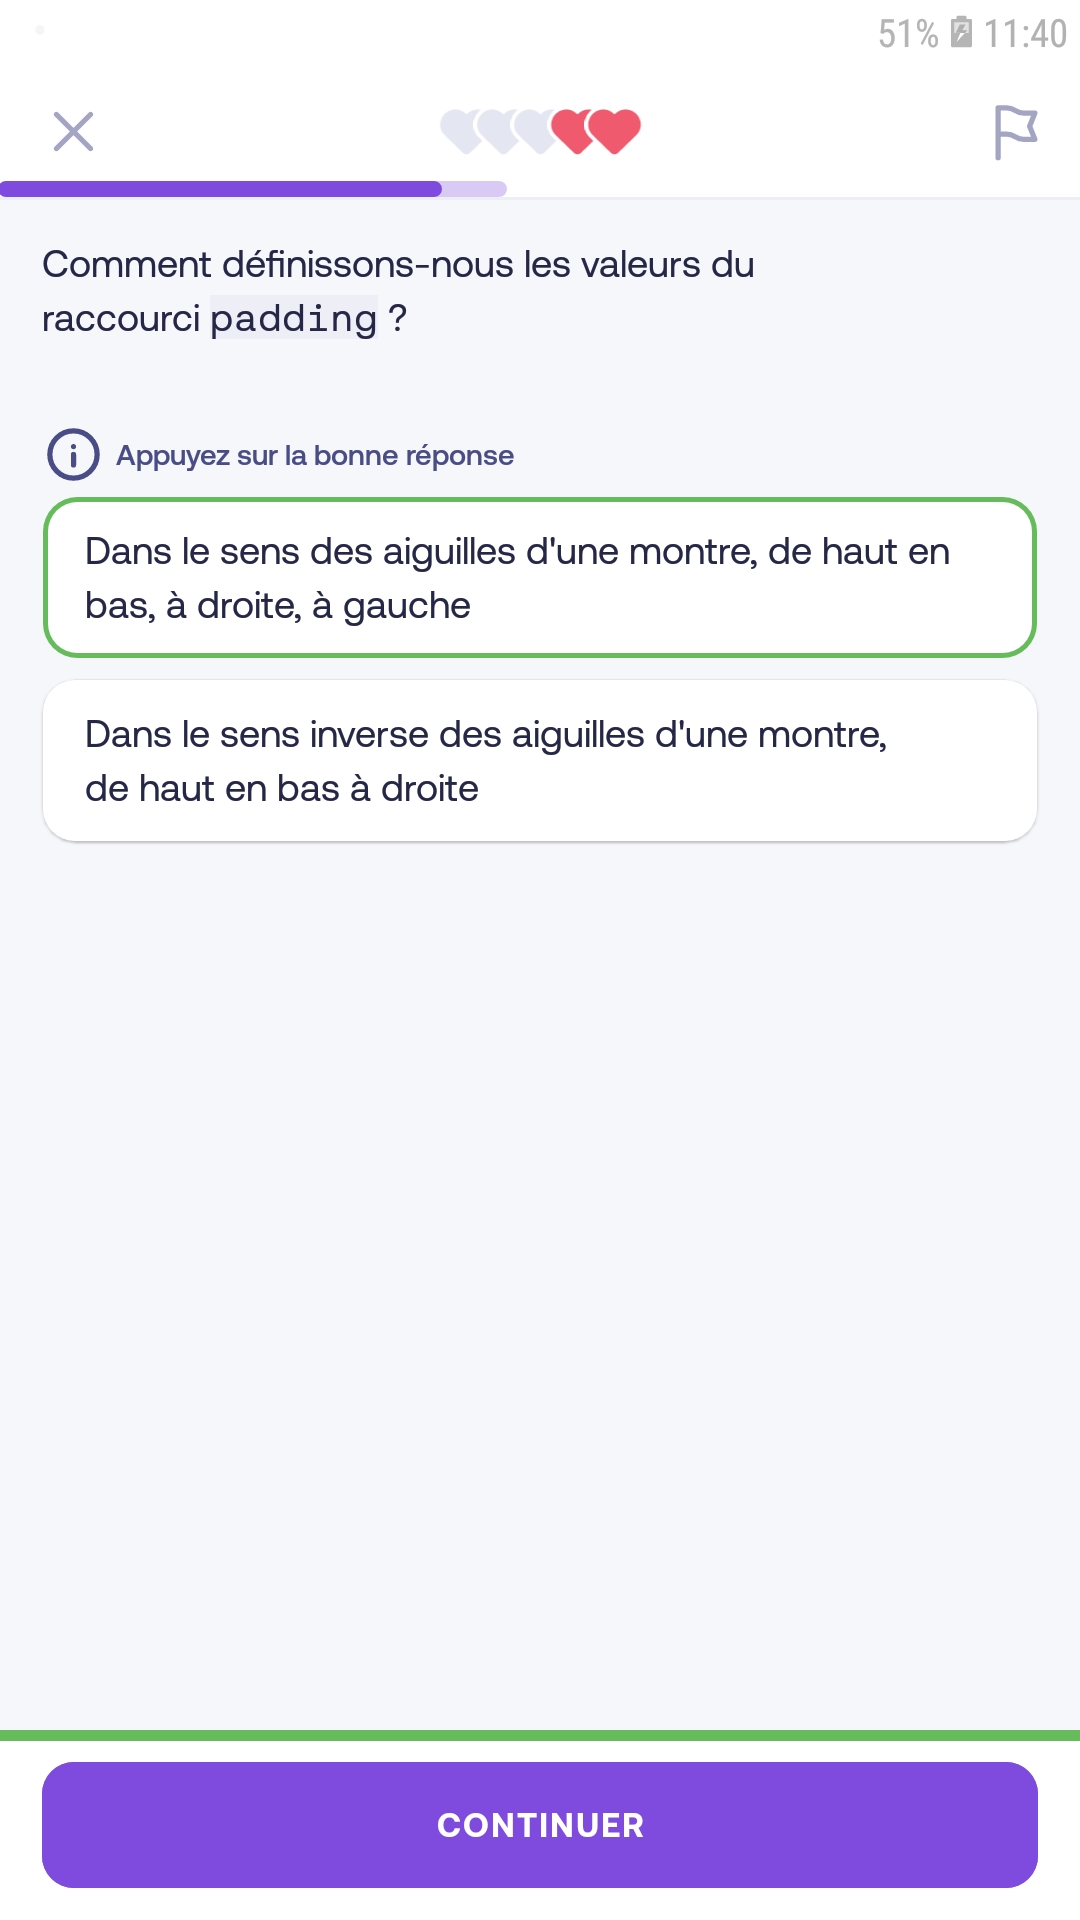 51% 11:40
Comment définissons-nous les valeurs du
raccourci padding ?
Appuyez sur la bonne réponse
Dans le sens des aiguilles d'une montre, de haut en
bas, à droite, à gauche
Dans le sens inverse des aiguilles d'une montre,
de haut en bas à droite
CONTINUER